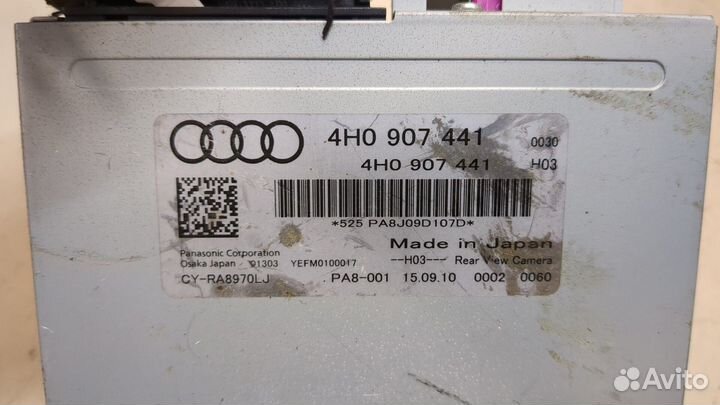 4H0 907 441 0030
4H0 907 441 H03
*525 PA8J09D107D*
Made in Japan
Panasonic Corporation
Osaka Japan 01303 YEFM0100017 --H03--- Rear View Camera
CY-RA8970LJ PA8-001 15.09.10 0002 0060
Avito